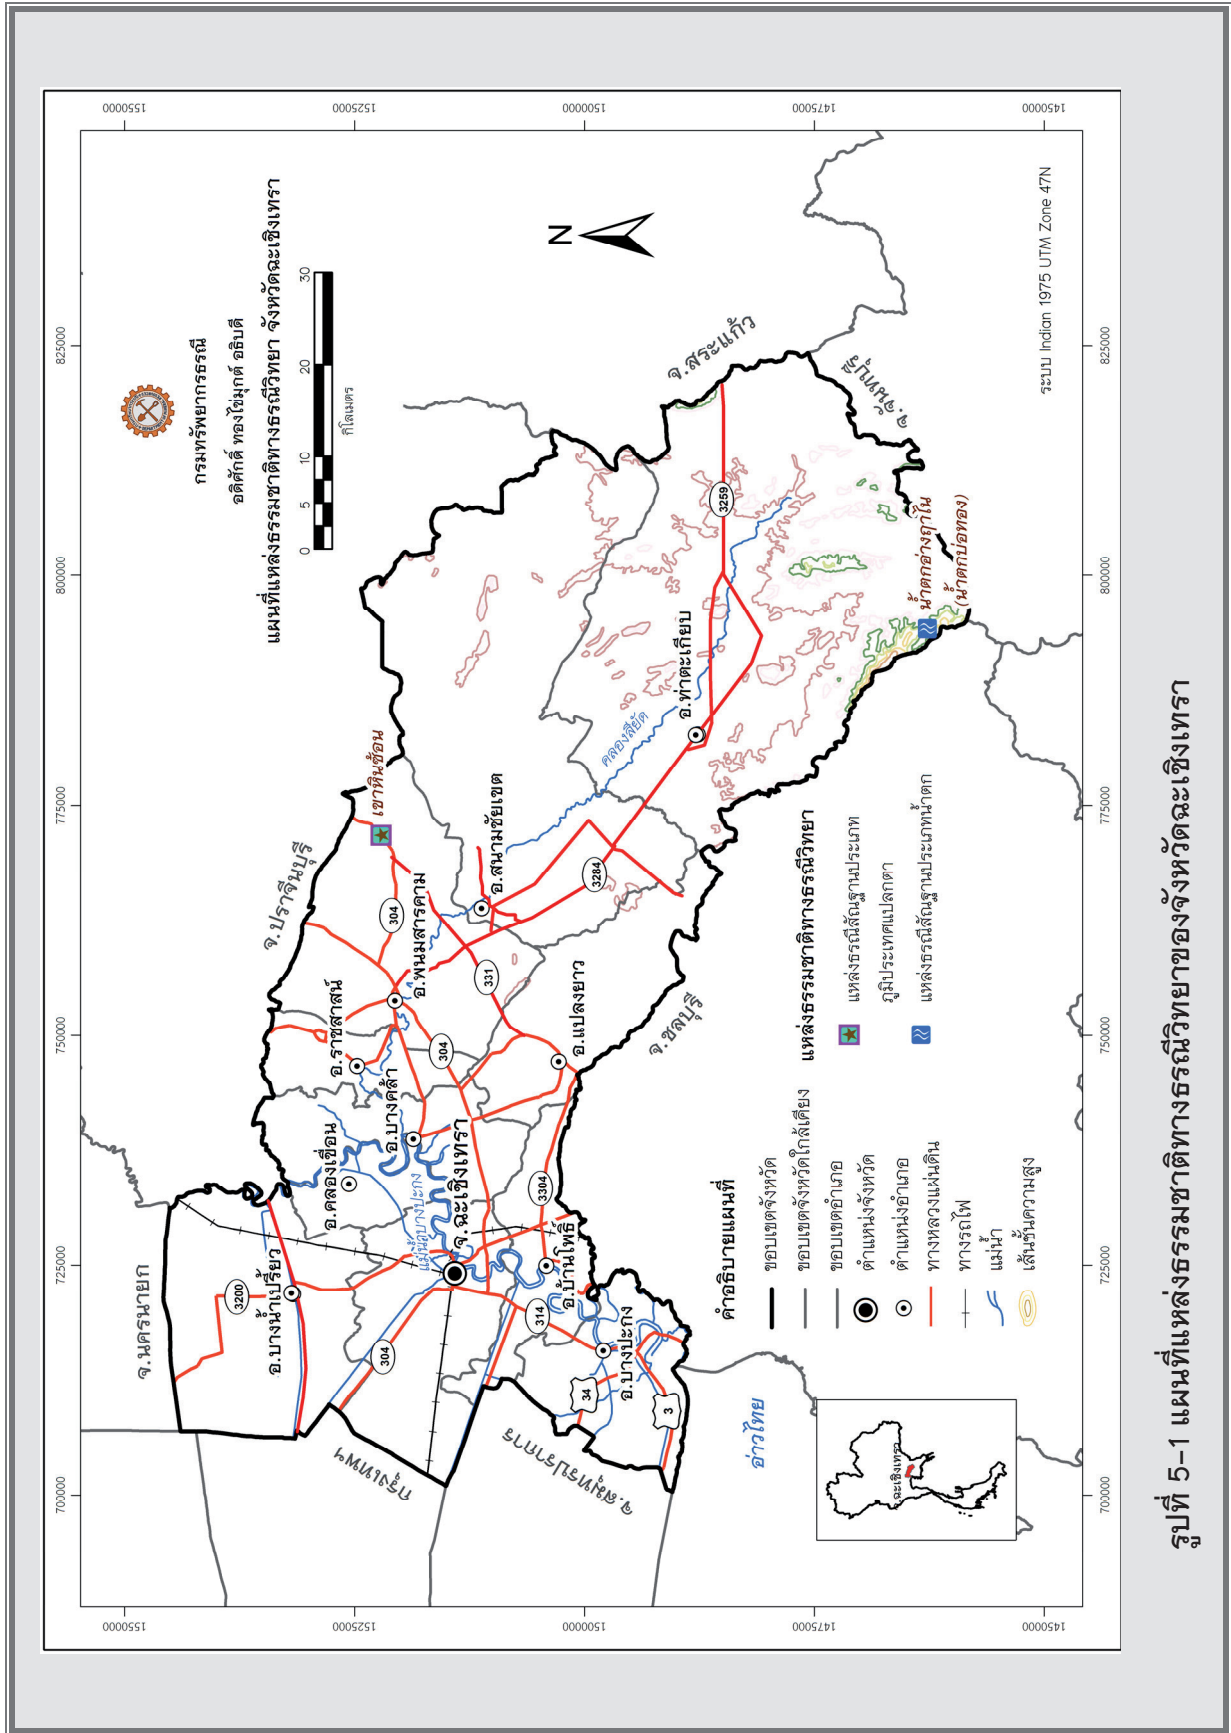 กรมทรัพยากรธรณี
อดิศักดิ์ ทองไข่มุกต์ อธิบดี
แผนที่แหล่งธรรมชาติทางธรณีวิทยา จังหวัดฉะเชิงเทรา
0 5 10 20 30
กิโลเมตร
N
700000 725000 750000 775000 800000 825000
1550000
1525000
1500000
1475000
1450000
1550000
1525000
1500000
1475000
1450000
จ.นครนายก
จ.ปราจีนบุรี
จ.สระแก้ว
จ.จันทบุรี
จ.ชลบุรี
กรุงเทพฯ
จ.สมุทรปราการ
อ่าวไทย
3200
อ.บางน้ำเปรี้ยว
อ.คลองเขื่อน
อ.ราชสาส์น
เขาหินซ้อน
304
อ.บางคล้า
อ.พนมสารคาม
304
แม่น้ำบางปะกง
304
จ.ฉะเชิงเทรา
331
อ.สนามชัยเขต
3304
314
อ.บ้านโพธิ์
อ.แปลงยาว
3284
คลองสียัด
34
อ.บางปะกง
3
อ.ท่าตะเกียบ
3259
น้ำตกอ่างฤาไน
(น้ำตกบ่อทอง)
คำอธิบายแผนที่
ขอบเขตจังหวัด
ขอบเขตจังหวัดใกล้เคียง
ขอบเขตอำเภอ
ตำแหน่งจังหวัด
ตำแหน่งอำเภอ
ทางหลวงแผ่นดิน
ทางรถไฟ
แม่น้ำ
เส้นชั้นความสูง
แหล่งธรรมชาติทางธรณีวิทยา
แหล่งธรณีสัณฐานประเภท
ภูมิประเทศแปลกตา
แหล่งธรณีสัณฐานประเภทน้ำตก
จ.ฉะเชิงเทรา
ระบบ Indian 1975 UTM Zone 47N
700000 725000 750000 775000 800000 825000
รูปที่ 5-1 แผนที่แหล่งธรรมชาติทางธรณีวิทยาของจังหวัดฉะเชิงเทรา